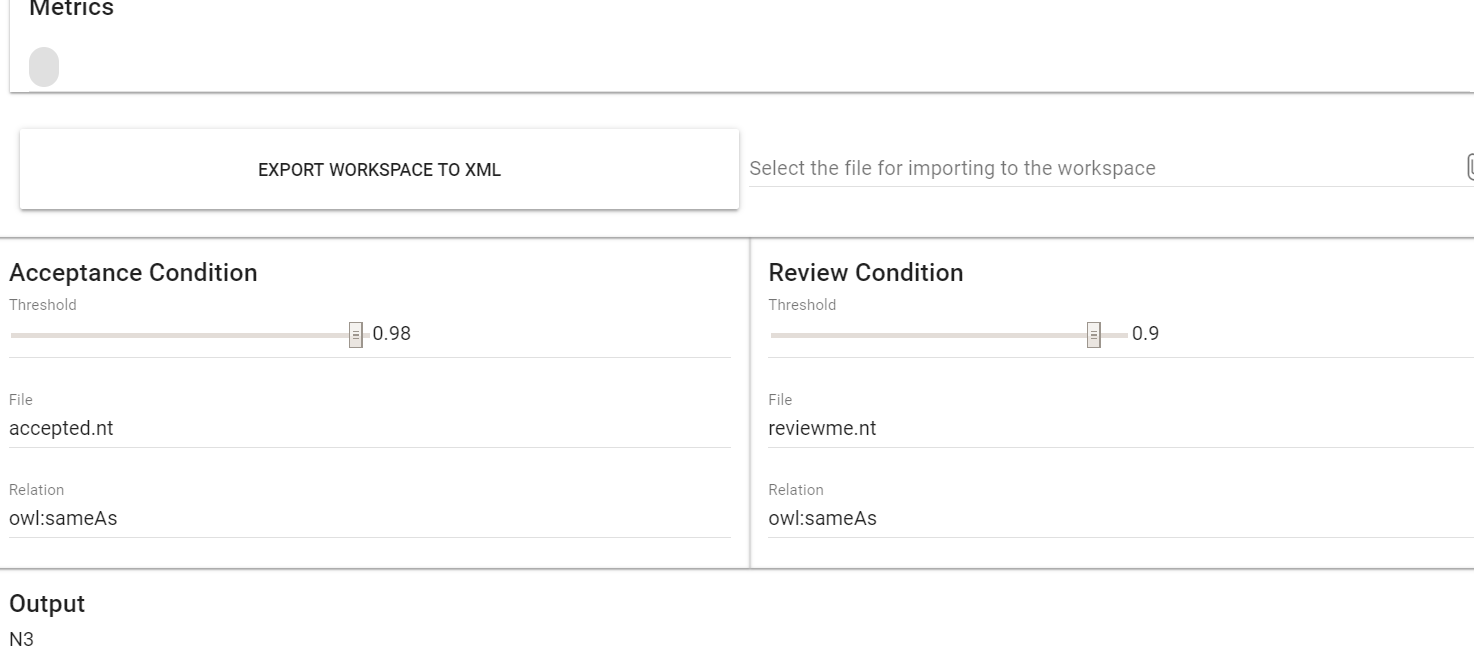 Metrics
EXPORT WORKSPACE TO XML
Select the file for importing to the workspace
Acceptance Condition
Threshold
0.98
File
accepted.nt
Relation
owl:sameAs
Review Condition
Threshold
0.9
File
reviewme.nt
Relation
owl:sameAs
Output
N3